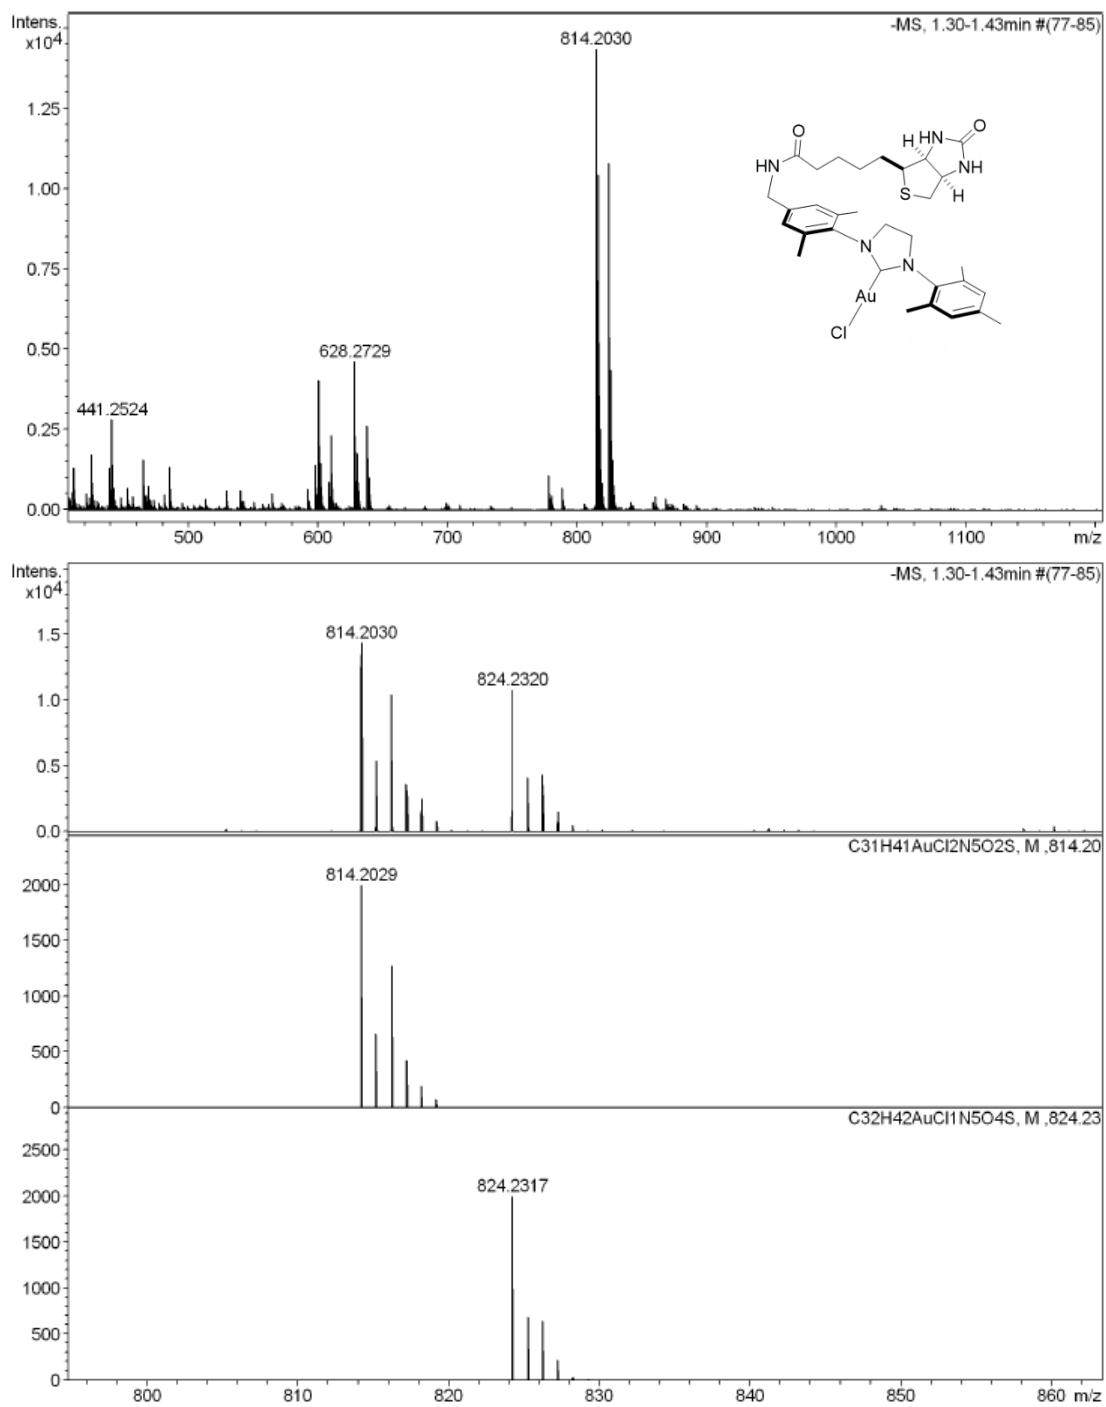 Intens.
x10⁴
-MS, 1.30-1.43min #(77-85)
814.2030
1.25
1.00
0.75
0.50
0.25
0.00
628.2729
441.2524
O
HN
H
HN
O
NH
S
H
N
N
Au
Cl
500
600
700
800
900
1000
1100
m/z
Intens.
x10⁴
-MS, 1.30-1.43min #(77-85)
814.2030
824.2320
1.5
1.0
0.5
0.0
C31H41AuCl2N5O2S, M ,814.20
814.2029
2000
1500
1000
500
0
C32H42AuCl1N5O4S, M ,824.23
824.2317
2500
2000
1500
1000
500
0
800
810
820
830
840
850
860
m/z